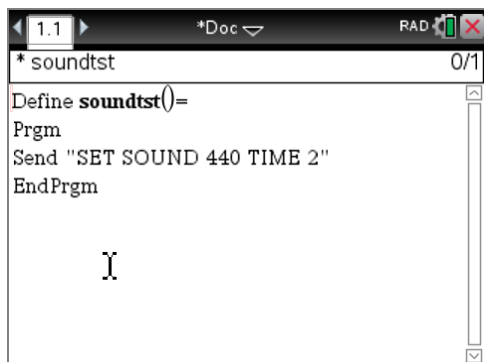 1.1 *Doc RAD
* soundtst 0/1
Define soundtst()=
Prgm
Send "SET SOUND 440 TIME 2"
EndPrgm